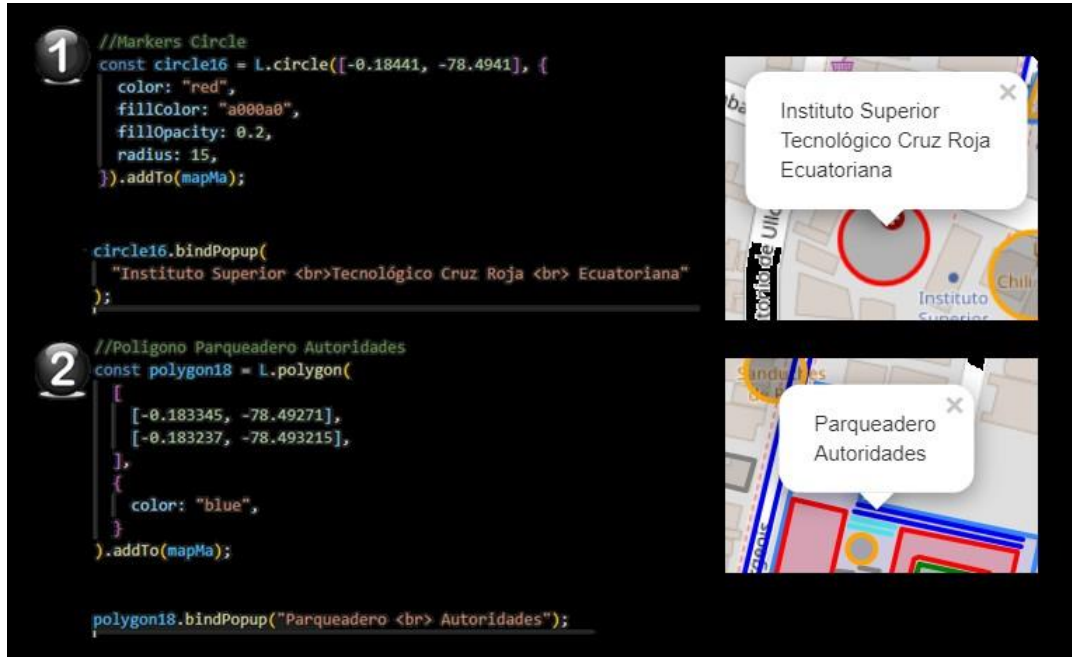 1
//Markers Circle
const circle16 = L.circle([-0.18441, -78.4941], {
color: "red",
fillColor: "a000a0",
fillOpacity: 0.2,
radius: 15,
}).addTo(mapMa);
circle16.bindPopup(
"Instituto Superior <br>Tecnológico Cruz Roja <br> Ecuatoriana"
);
×
Instituto Superior
Tecnológico Cruz Roja
Ecuatoriana
Instituto
Superior
Chili
2
//Poligono Parqueadero Autoridades
const polygon18 = L.polygon(
[
[-0.183345, -78.49271],
[-0.183237, -78.493215],
],
{
color: "blue",
}
).addTo(mapMa);
polygon18.bindPopup("Parqueadero <br> Autoridades");
×
Parqueadero
Autoridades